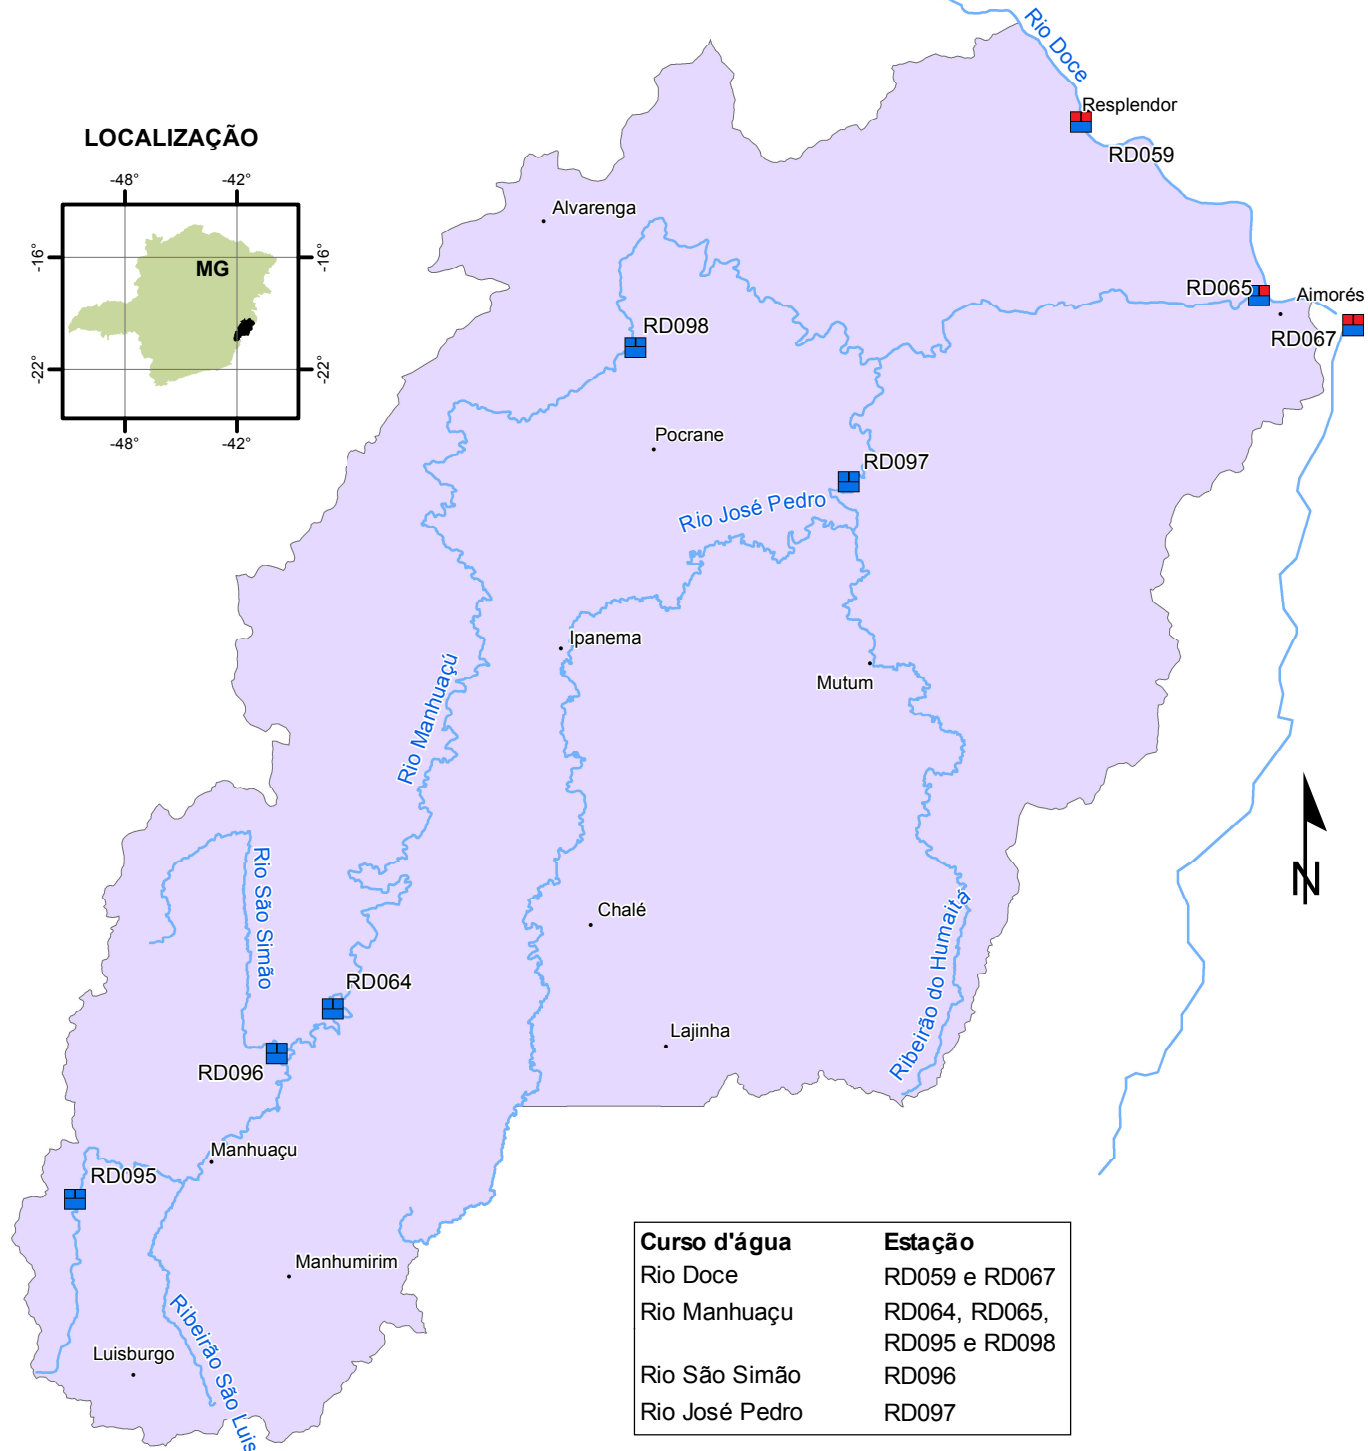 Rio Doce
Resplendor
RD059
LOCALIZAÇÃO
-48°
-42°
-16°
-16°
MG
-22°
-22°
-48°
-42°
Alvarenga
RD098
RD065
Aimorés
RD067
Pocrane
RD097
Rio José Pedro
Ipanema
Mutum
Rio Manhuaçú
Rio São Simão
Chalé
Ribeirão do Humaitá
RD064
Lajinha
RD096
N
Manhuaçu
RD095
Manhumirim
Ribeirão São Luis
Luisburgo
Curso d'água Estação
Rio Doce RD059 e RD067
Rio Manhuaçu RD064, RD065,
RD095 e RD098
Rio São Simão RD096
Rio José Pedro RD097